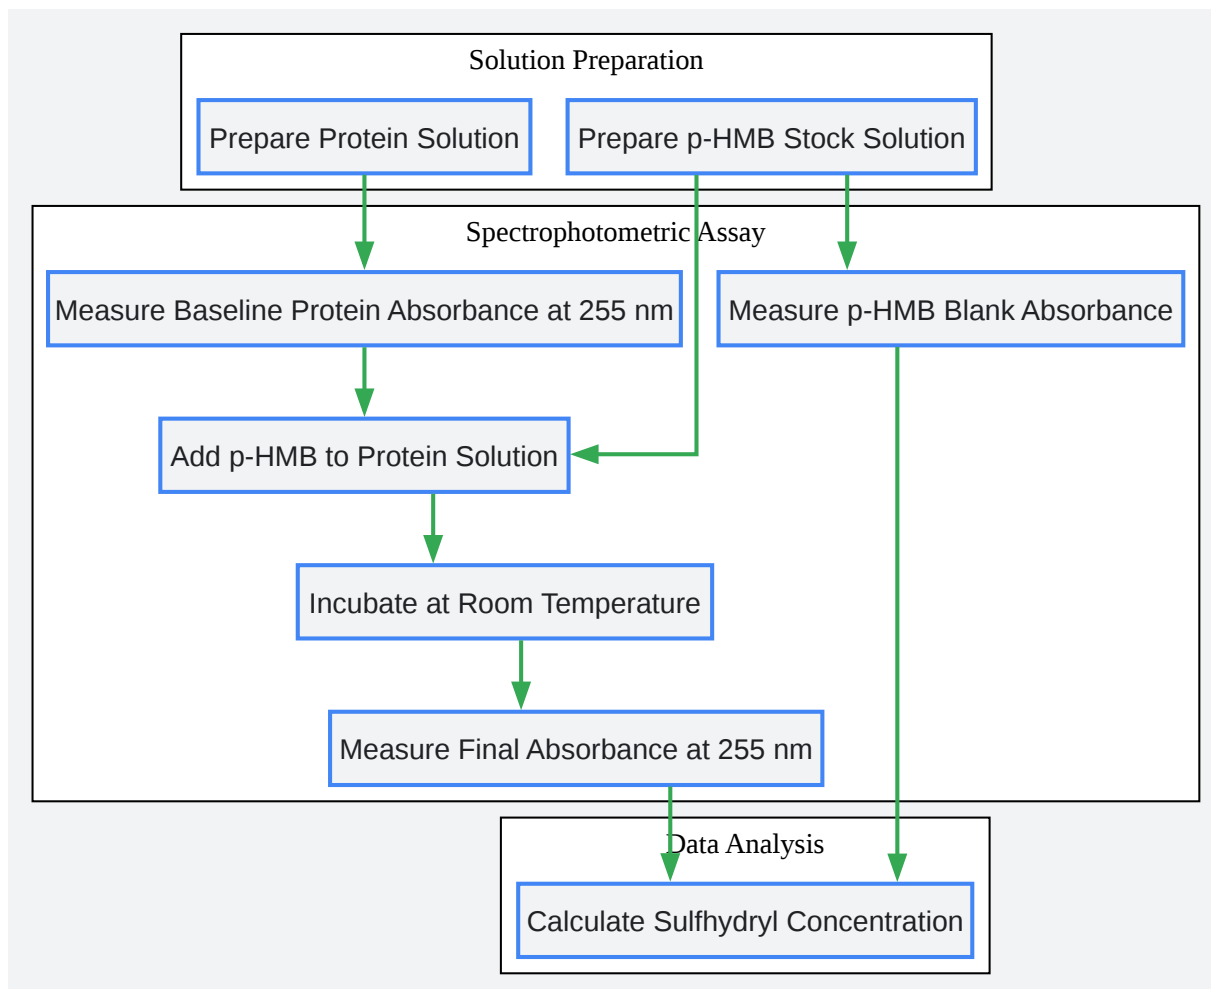 Solution Preparation
Prepare Protein Solution
Prepare p-HMB Stock Solution
Spectrophotometric Assay
Measure Baseline Protein Absorbance at 255 nm
Measure p-HMB Blank Absorbance
Add p-HMB to Protein Solution
Incubate at Room Temperature
Measure Final Absorbance at 255 nm
Data Analysis
Calculate Sulfhydryl Concentration